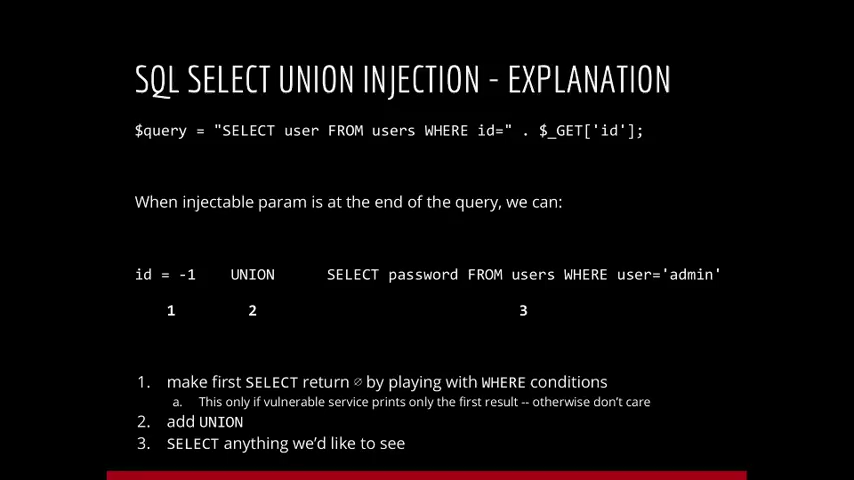 SQL SELECT UNION INJECTION - EXPLANATION
$query = "SELECT user FROM users WHERE id=" . $_GET['id'];
When injectable param is at the end of the query, we can:
id = -1 UNION SELECT password FROM users WHERE user='admin'
1 2 3
1. make first SELECT return ∅ by playing with WHERE conditions
a. This only if vulnerable service prints only the first result -- otherwise don't care
2. add UNION
3. SELECT anything we'd like to see